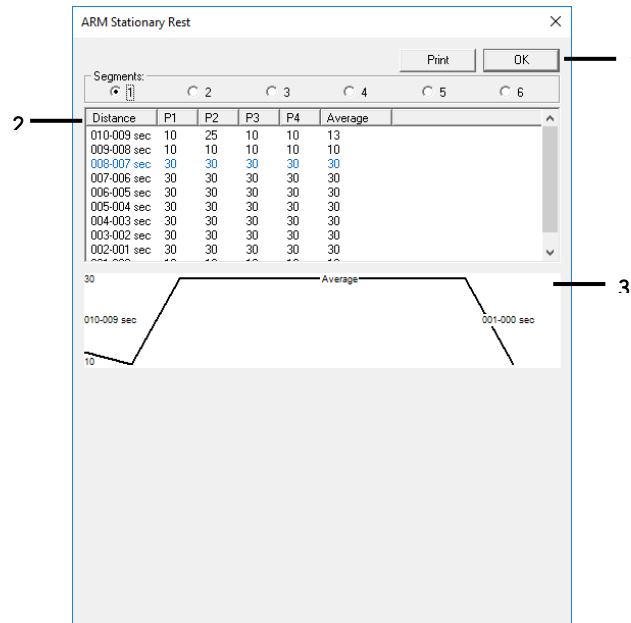 ARM Stationary Rest
Print OK
Segments:
1 2 3 4 5 6
2
Distance P1 P2 P3 P4 Average
010-009 sec 10 25 10 10 13
009-008 sec 10 10 10 10 10
008-007 sec 30 30 30 30 30
007-006 sec 30 30 30 30 30
006-005 sec 30 30 30 30 30
005-004 sec 30 30 30 30 30
004-003 sec 30 30 30 30 30
003-002 sec 30 30 30 30 30
002-001 sec 30 30 30 30 30
30 Average
3
010-009 sec 001-000 sec
10